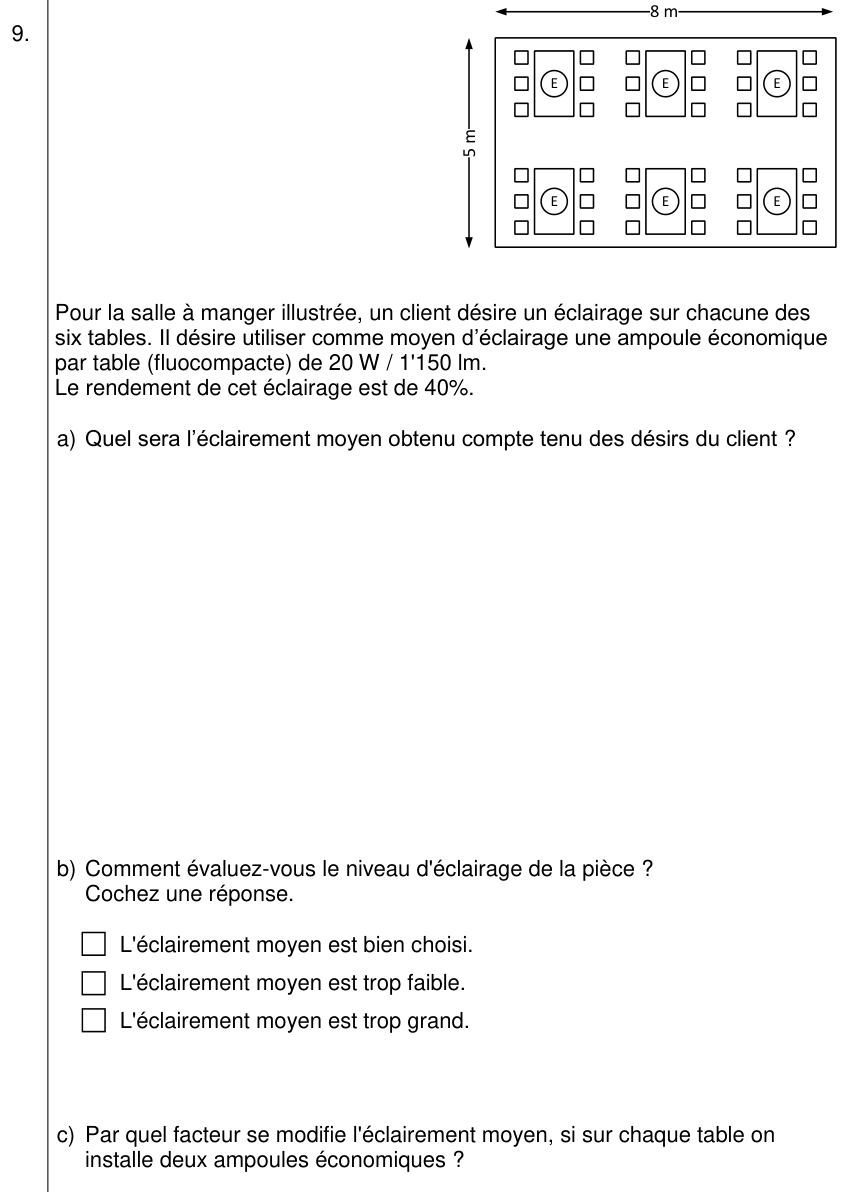 9.
8 m
5 m
E E E
E E E
Pour la salle à manger illustrée, un client désire un éclairage sur chacune des
six tables. Il désire utiliser comme moyen d'éclairage une ampoule économique
par table (fluocompacte) de 20 W / 1'150 lm.
Le rendement de cet éclairage est de 40%.
a) Quel sera l'éclairement moyen obtenu compte tenu des désirs du client ?
b) Comment évaluez-vous le niveau d'éclairage de la pièce ?
Cochez une réponse.
L'éclairement moyen est bien choisi.
L'éclairement moyen est trop faible.
L'éclairement moyen est trop grand.
c) Par quel facteur se modifie l'éclairement moyen, si sur chaque table on
installe deux ampoules économiques ?